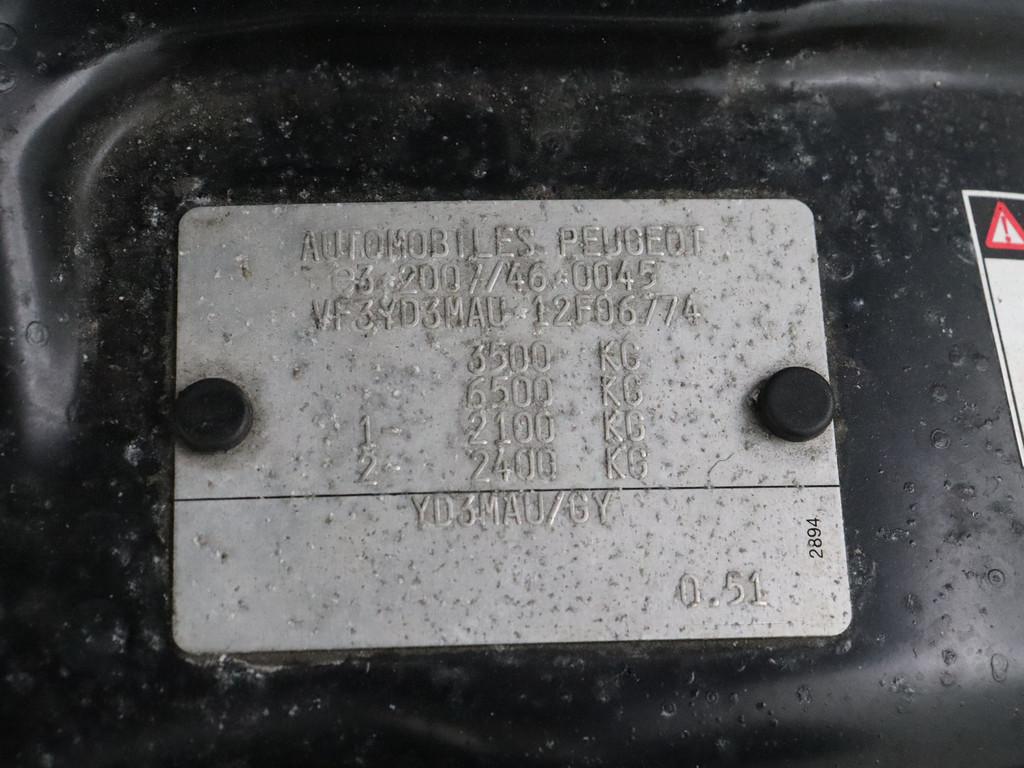 AUTOMOBILES PEUGEOT
e3*2007/46*0045
VF3YD3MAU 12F06774
3500 KG
6500 KG
1- 2100 KG
2- 2400 KG
YD3MAU/GY
2894
0.51